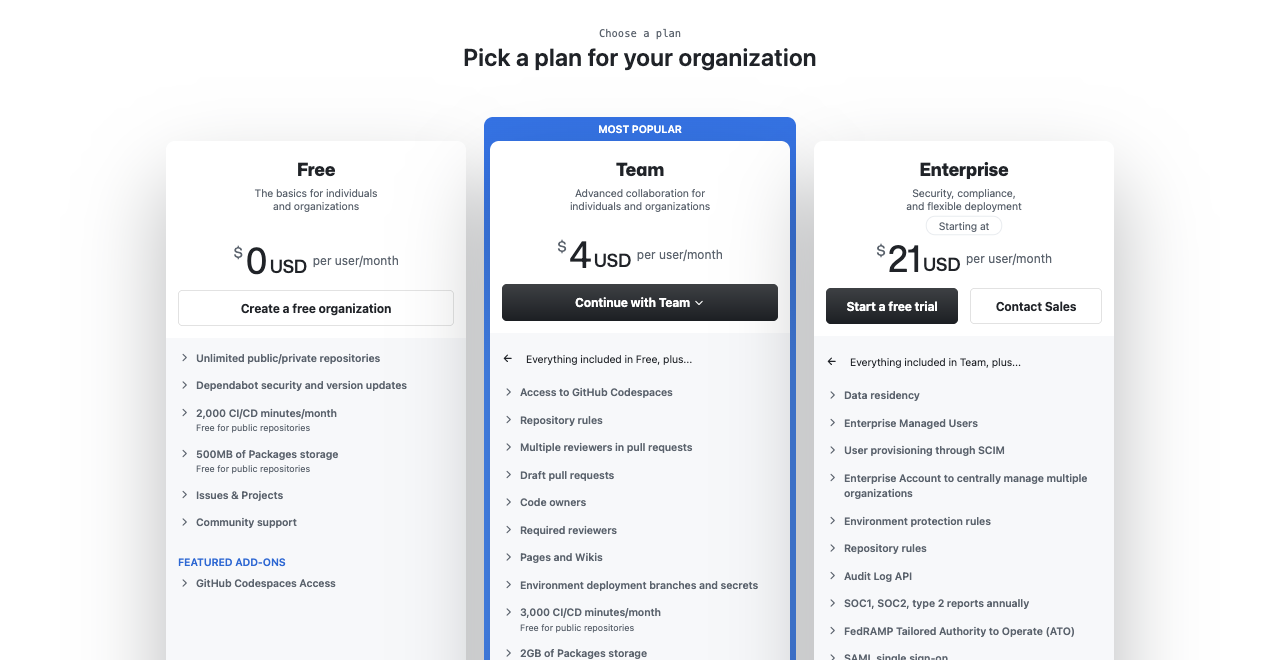 Choose a plan
Pick a plan for your organization
Free
The basics for individuals
and organizations
$0 USD per user/month
Create a free organization
Unlimited public/private repositories
Dependabot security and version updates
2,000 CI/CD minutes/month
Free for public repositories
500MB of Packages storage
Free for public repositories
Issues & Projects
Community support
FEATURED ADD-ONS
GitHub Codespaces Access
MOST POPULAR
Team
Advanced collaboration for
individuals and organizations
$4 USD per user/month
Continue with Team
Everything included in Free, plus...
Access to GitHub Codespaces
Repository rules
Multiple reviewers in pull requests
Draft pull requests
Code owners
Required reviewers
Pages and Wikis
Environment deployment branches and secrets
3,000 CI/CD minutes/month
Free for public repositories
2GB of Packages storage
Enterprise
Security, compliance,
and flexible deployment
Starting at
$21 USD per user/month
Start a free trial
Contact Sales
Everything included in Team, plus...
Data residency
Enterprise Managed Users
User provisioning through SCIM
Enterprise Account to centrally manage multiple
organizations
Environment protection rules
Repository rules
Audit Log API
SOC1, SOC2, type 2 reports annually
FedRAMP Tailored Authority to Operate (ATO)
SAML single sign-on